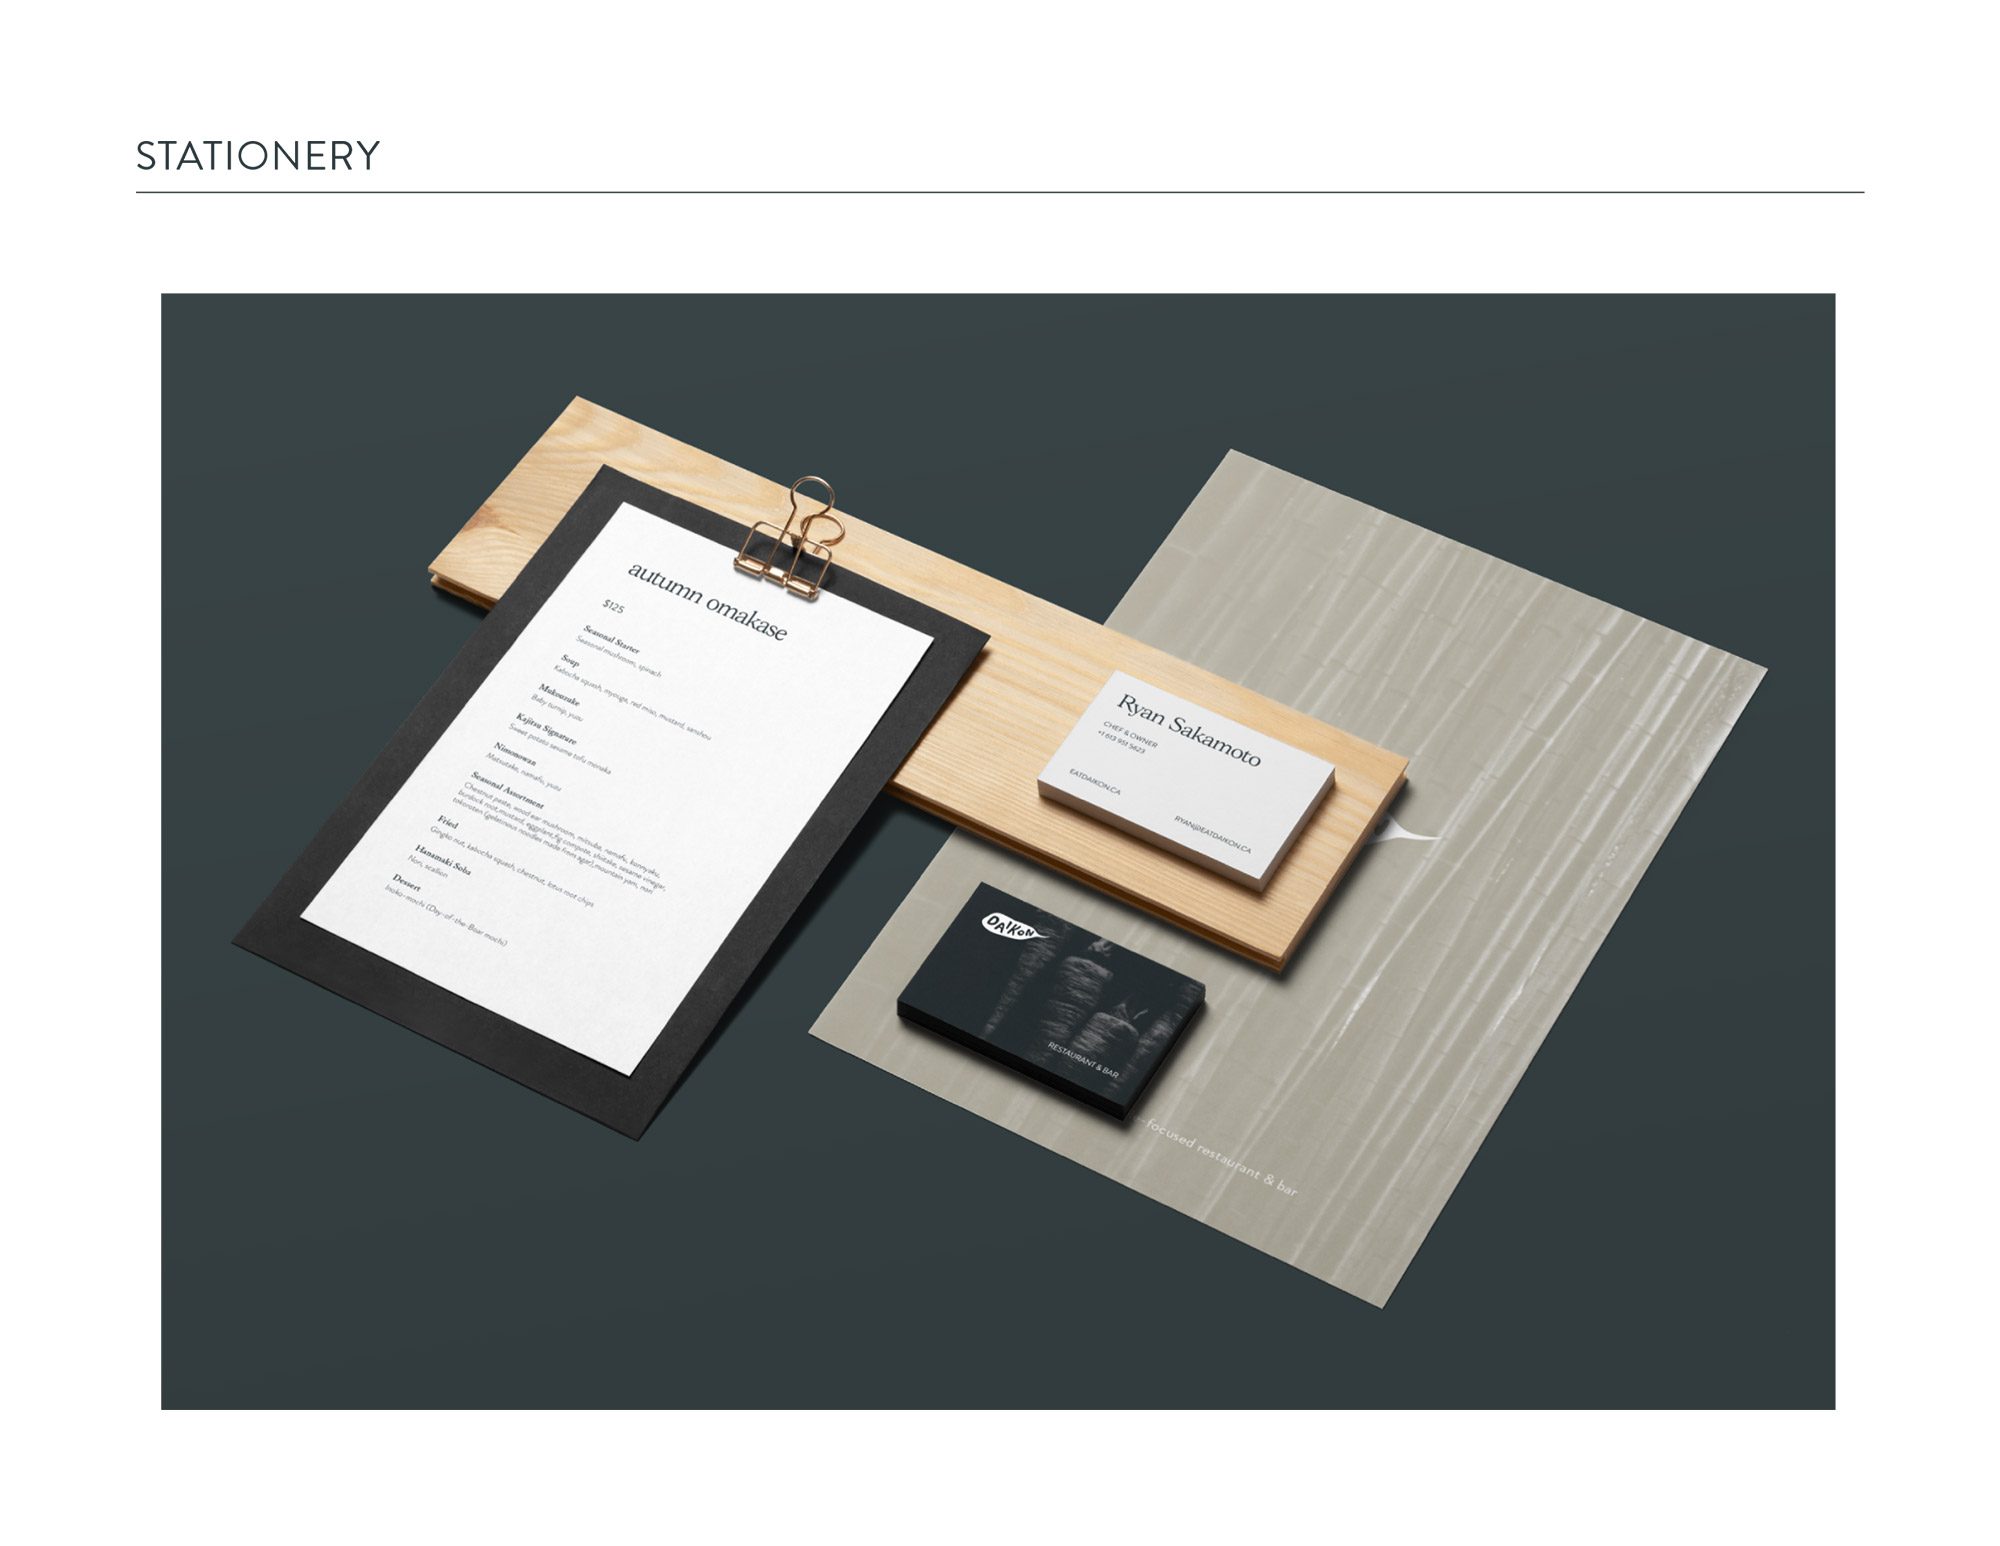 STATIONERY
autumn omakase
$125
Seasonal Starter
Seasonal mushroom, spinach
Soup
Kabocha squash, myouga, red miso, mustard, sanshou
Mukouzuke
Baby turnip, yuzu
Kajitsu Signature
Sweet potato sesame tofu monaka
Nimonowan
Matsutake, namafu, yuzu
Seasonal Assortment
Chestnut paste, wood ear mushroom, mitsuba, namafu, konnyaku,
burdock root, mustard, eggplant, fig compote, shiitake, sesame vinegar,
tokoroten (gelatinous noodles made from agar), mountain yam, nori
Fried
Gingko nut, kabocha squash, chestnut, lotus root chips
Hanamaki Soba
Nori, scallion
Dessert
Inoko-mochi (Day-of-the-Boar mochi)
Ryan Sakamoto
CHEF & OWNER
+1 613 951 5623
EATDAIKON.CA
RYAN@EATDAIKON.CA
DAIKON
RESTAURANT & BAR
focused restaurant & bar